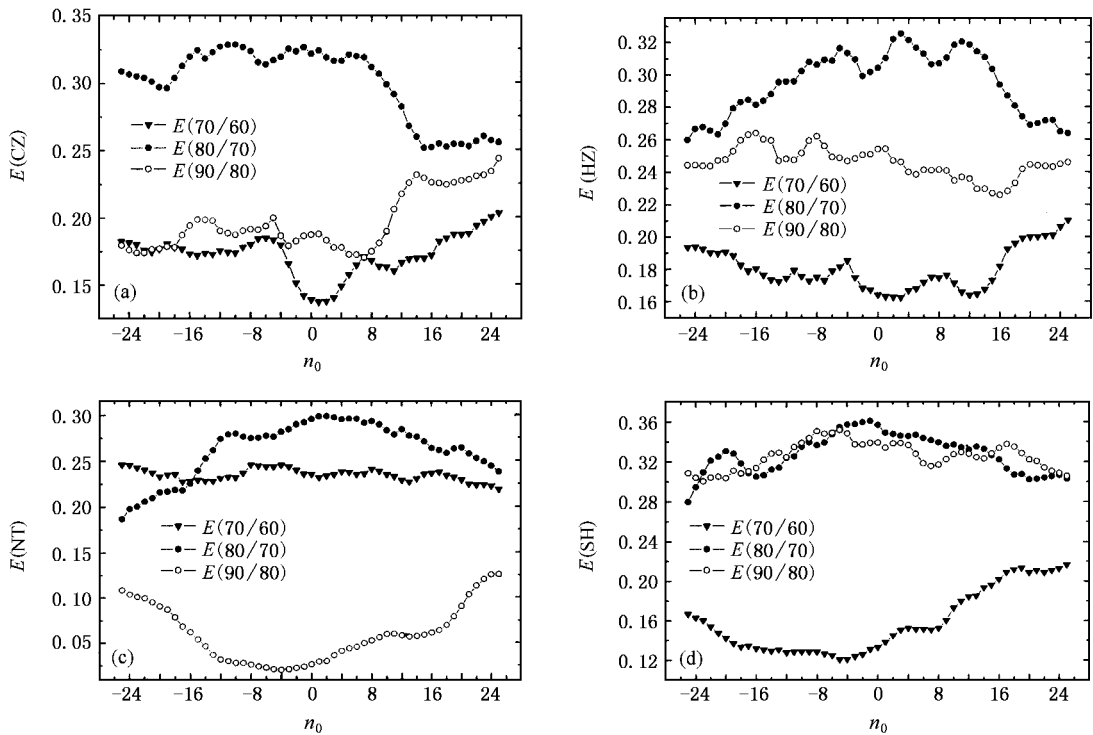 0.35
0.30
0.25
0.20
0.15
E(CZ)
E(70/60)
E(80/70)
E(90/80)
(a)
−24 −16 −8 0 8 16 24
n0
0.32
0.30
0.28
0.26
0.24
0.22
0.20
0.18
0.16
E (HZ)
E(70/60)
E(80/70)
E(90/80)
(b)
−24 −16 −8 0 8 16 24
n0
0.30
0.25
0.20
0.15
0.10
0.05
E(NT)
E(70/60)
E(80/70)
E(90/80)
(c)
−24 −16 −8 0 8 16 24
n0
0.36
0.32
0.28
0.24
0.20
0.16
0.12
E(SH)
E(70/60)
E(80/70)
E(90/80)
(d)
−24 −16 −8 0 8 16 24
n0